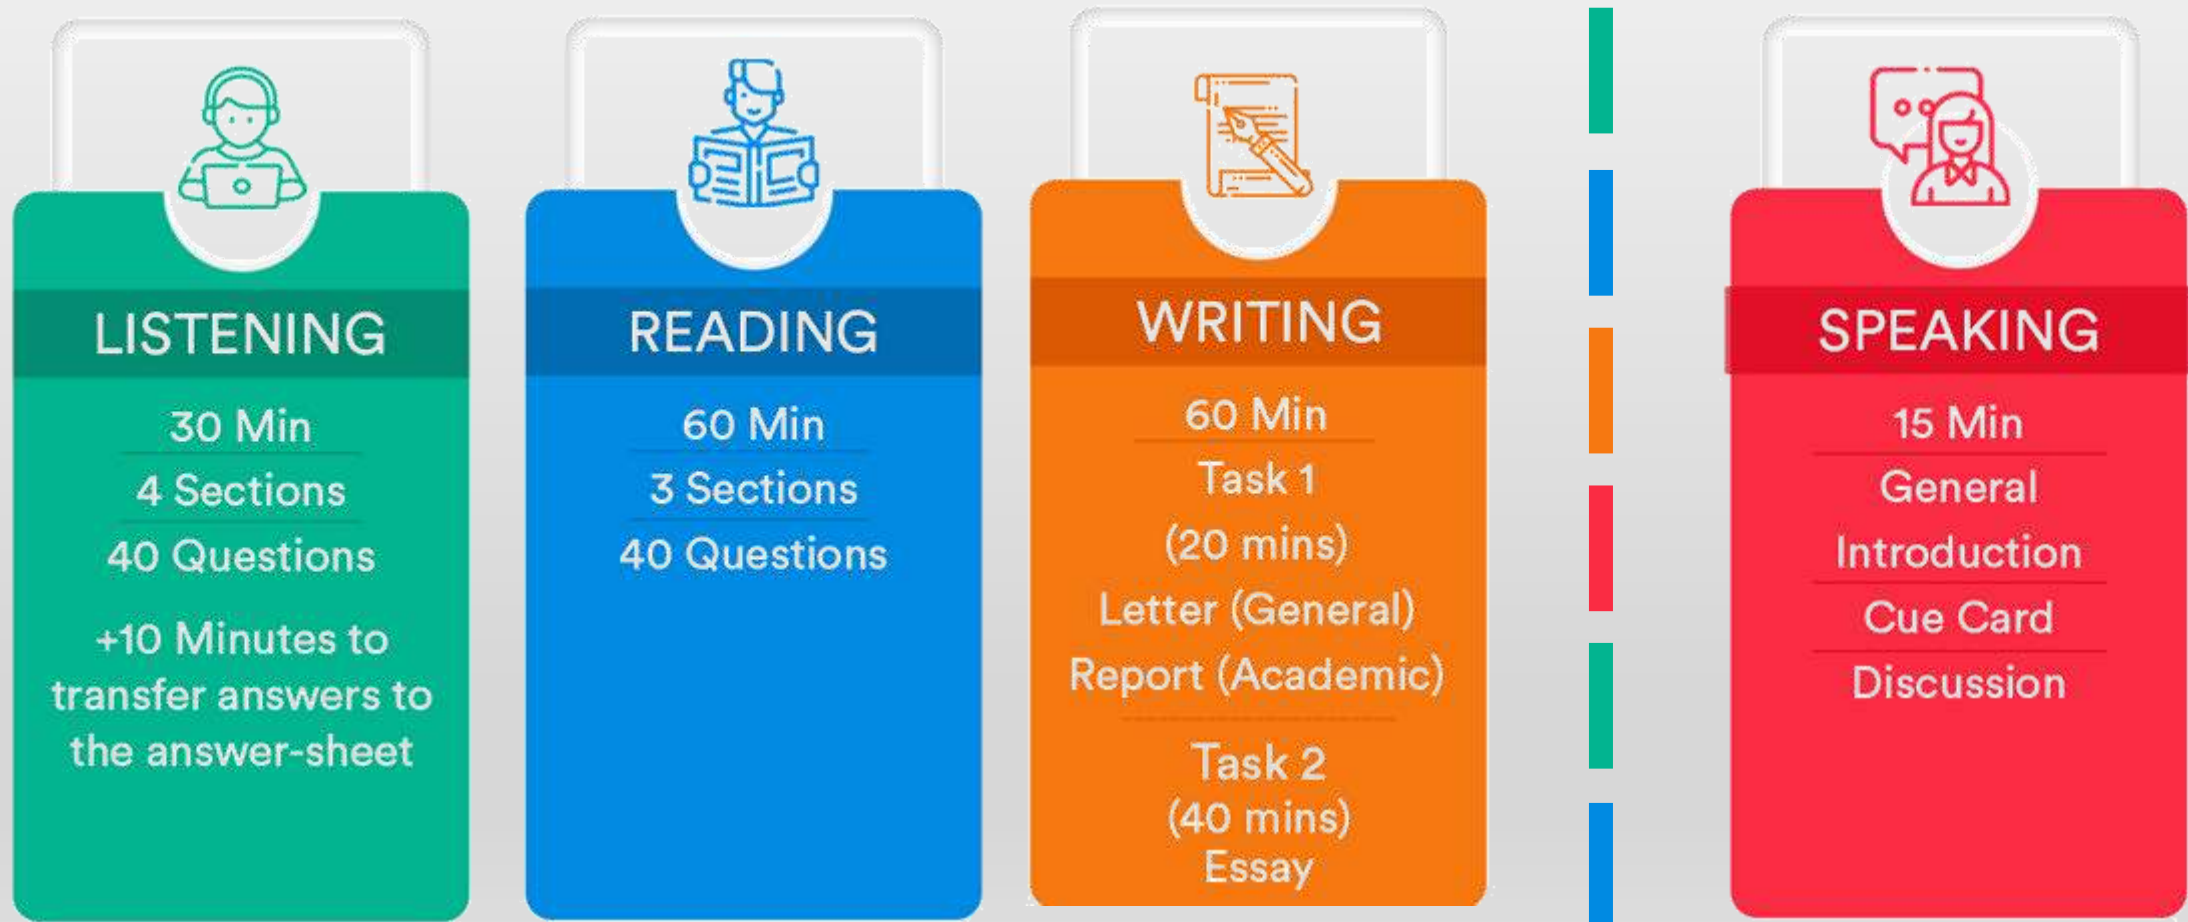 LISTENING
30 Min
4 Sections
40 Questions
+10 Minutes to
transfer answers to
the answer-sheet
READING
60 Min
3 Sections
40 Questions
WRITING
60 Min
Task 1
(20 mins)
Letter (General)
Report (Academic)
Task 2
(40 mins)
Essay
SPEAKING
15 Min
General
Introduction
Cue Card
Discussion